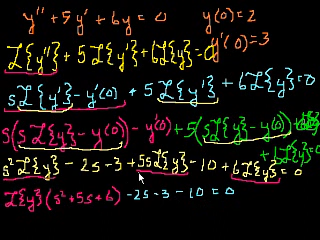 y'' + 5y' + 6y = 0 y(0) = 2
y'(0) = 3
ℒ{y''} + 5ℒ{y'} + 6ℒ{y} = 0
sℒ{y'} - y'(0) + 5ℒ{y'} + 6ℒ{y} = 0
s(sℒ{y} - y(0)) - y'(0) + 5(sℒ{y} - y(0))
+ 6ℒ{y} = 0
s²ℒ{y} - 2s - 3 + 5sℒ{y} - 10 + 6ℒ{y} = 0
ℒ{y}(s² + 5s + 6) - 2s - 3 - 10 = 0